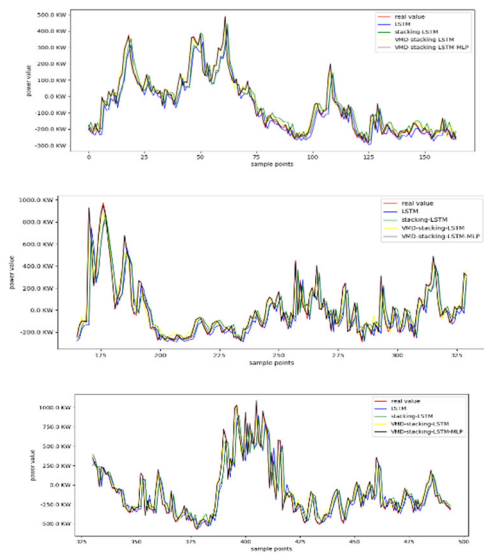 500.0 KW
400.0 KW
300.0 KW
200.0 KW
100.0 KW
0.0 KW
-100.0 KW
-200.0 KW
-300.0 KW
power value
real value
LSTM
stacking LSTM
VMD stacking LSTM
VMD stacking LSTM MLP
0 25 50 75 100 125 150
sample points
1000.0 KW
800.0 KW
600.0 KW
400.0 KW
200.0 KW
0.0 KW
-200.0 KW
power value
real value
LSTM
stacking-LSTM
VMD-stacking-LSTM
VMD-stacking-LSTM-MLP
175 200 225 250 275 300 325
sample points
1000.0 KW
750.0 KW
500.0 KW
250.0 KW
0.0 KW
-250.0 KW
500.0 KW
power value
real value
LSTM
stacking-LSTM
VMD-stacking-LSTM
VMD-stacking-LSTM-MLP
325 350 375 400 425 450 475 500
sample points